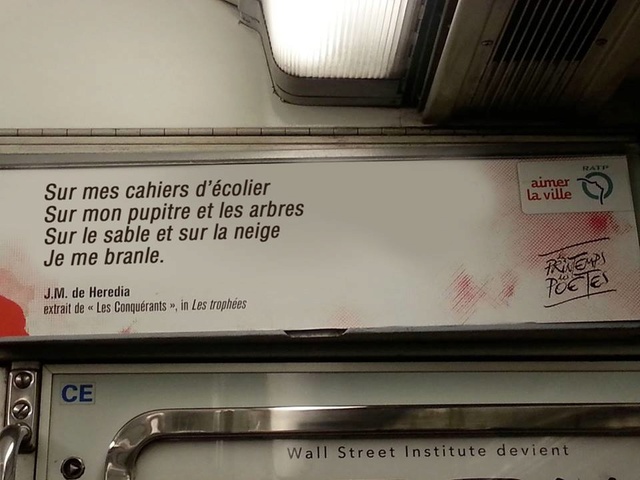 Sur mes cahiers d'écolier
Sur mon pupitre et les arbres
Sur le sable et sur la neige
Je me branle.
J.M. de Heredia
extrait de « Les Conquérants », in Les trophées
RATP
aimer
la ville
LE PRINTEMPS
DES POÈTES
CE
Wall Street Institute devient